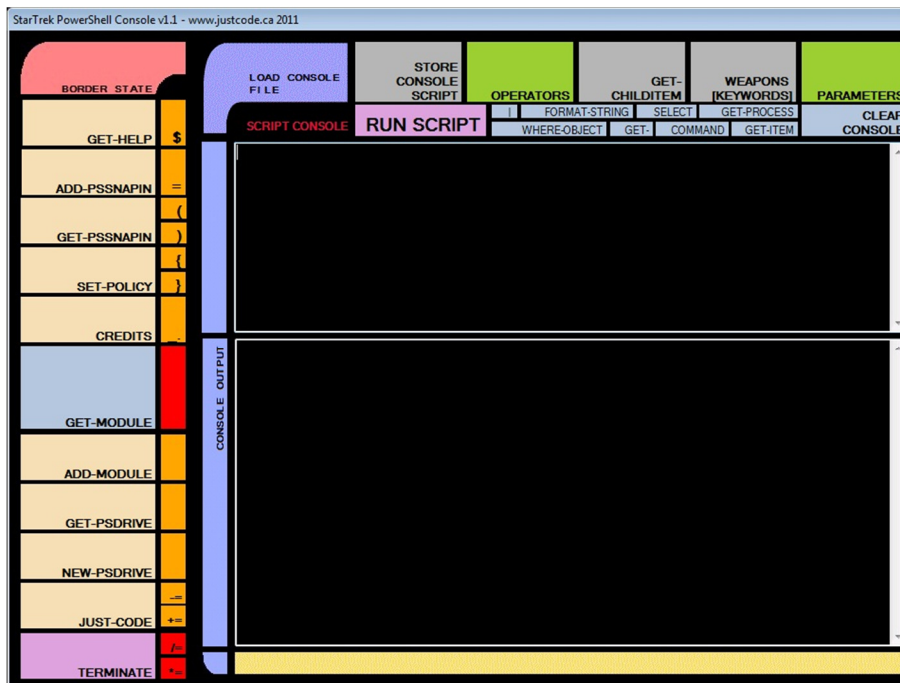 StarTrek PowerShell Console v1.1 - www.justcode.ca 2011
BORDER STATE
LOAD CONSOLE
FILE
STORE
CONSOLE
SCRIPT
OPERATORS
GET-
CHILDITEM
WEAPONS
[KEYWORDS]
PARAMETERS
SCRIPT CONSOLE
RUN SCRIPT
| FORMAT-STRING SELECT GET-PROCESS
WHERE-OBJECT GET- COMMAND GET-ITEM
CLEAR
CONSOLE
GET-HELP $
ADD-PSSNAPIN =
(
GET-PSSNAPIN )
{
SET-POLICY }
CREDITS _.
CONSOLE OUTPUT
GET-MODULE
ADD-MODULE
GET-PSDRIVE
NEW-PSDRIVE
-=
JUST-CODE +=
/=
TERMINATE *=